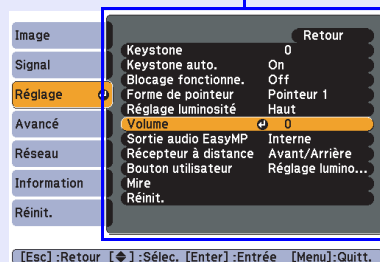 Image
Signal
Réglage
Avancé
Réseau
Information
Réinit.
Retour
Keystone 0
Keystone auto. On
Blocage fonctionne. Off
Forme de pointeur Pointeur 1
Réglage luminosité Haut
Volume 0
Sortie audio EasyMP Interne
Récepteur à distance Avant/Arrière
Bouton utilisateur Réglage lumino...
Mire
Réinit.
[Esc] :Retour [ ] :Sélec. [Enter] :Entrée [Menu]:Quitt.